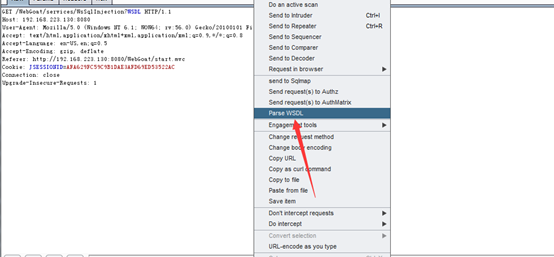 GET /WebGoat/services/WsSqlInjection?WSDL HTTP/1.1
Host: 192.168.223.130:8080
User-Agent: Mozilla/5.0 (Windows NT 6.1; WOW64; rv:56.0) Gecko/20100101 Fi
Accept: text/html,application/xhtml+xml,application/xml;q=0.9,*/*;q=0.8
Accept-Language: en-US,en;q=0.5
Accept-Encoding: gzip, deflate
Referer: http://192.168.223.130:8080/WebGoat/start.mvc
Cookie:
Connection: close
Upgrade-Insecure-Requests: 1
Do an active scan
Send to Intruder Ctrl+I
Send to Repeater Ctrl+R
Send to Sequencer
Send to Comparer
Send to Decoder
Request in browser
send to Sqlmap
Send request(s) to Authz
Send request(s) to AuthMatrix
Parse WSDL
Engagement tools
Change request method
Change body encoding
Copy URL
Copy as curl command
Copy to file
Paste from file
Save item
Don't intercept requests
Do intercept
Convert selection
URL-encode as you type